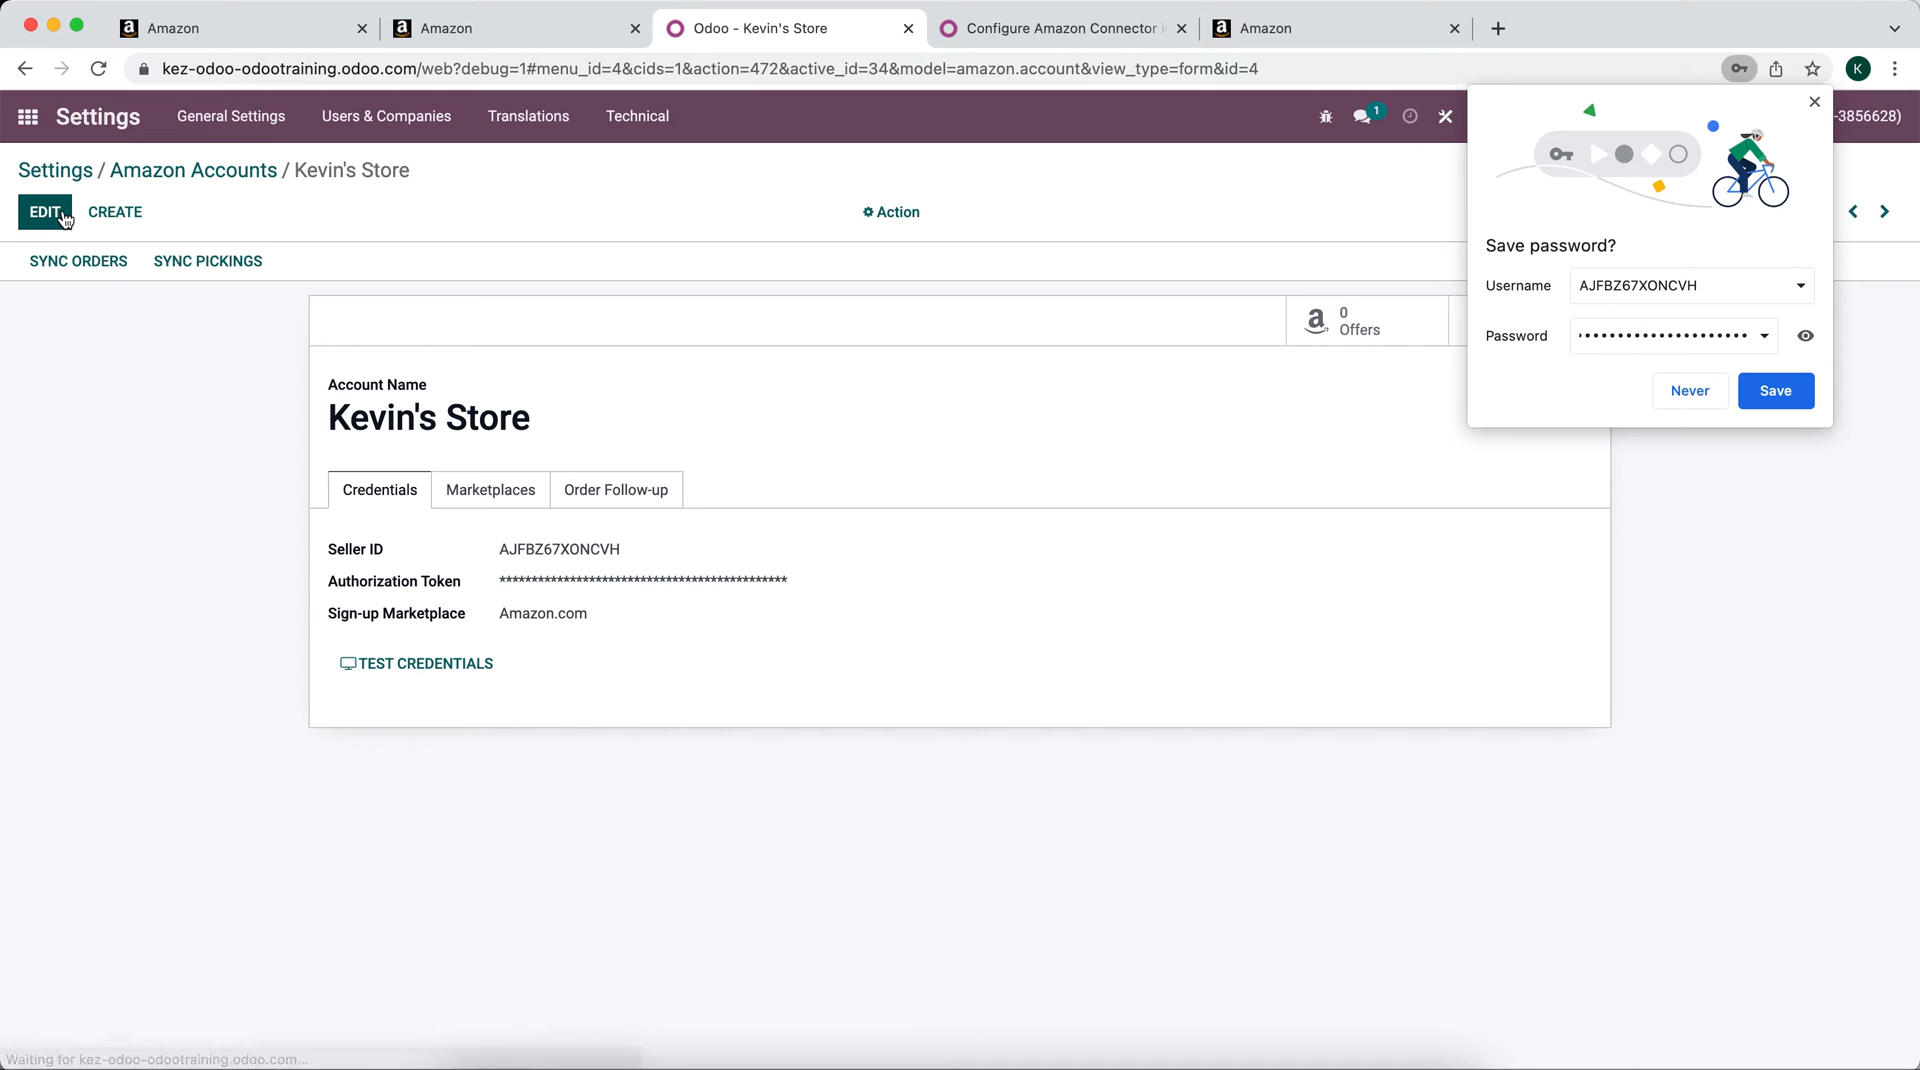 Amazon
Amazon
Odoo - Kevin's Store
Configure Amazon Connector i
Amazon
kez-odoo-odootraining.odoo.com/web?debug=1#menu_id=4&cids=1&action=472&active_id=34&model=amazon.account&view_type=form&id=4
K
Settings
General Settings
Users & Companies
Translations
Technical
1
-3856628)
Settings / Amazon Accounts / Kevin's Store
EDIT
CREATE
Action
SYNC ORDERS
SYNC PICKINGS
0
Offers
Save password?
Username AJFBZ67XONCVH
Password ••••••••••••••••••••••
Never
Save
Account Name
Kevin's Store
Credentials
Marketplaces
Order Follow-up
Seller ID AJFBZ67XONCVH
Authorization Token *********************************************
Sign-up Marketplace Amazon.com
TEST CREDENTIALS
Waiting for kez-odoo-odootraining.odoo.com...